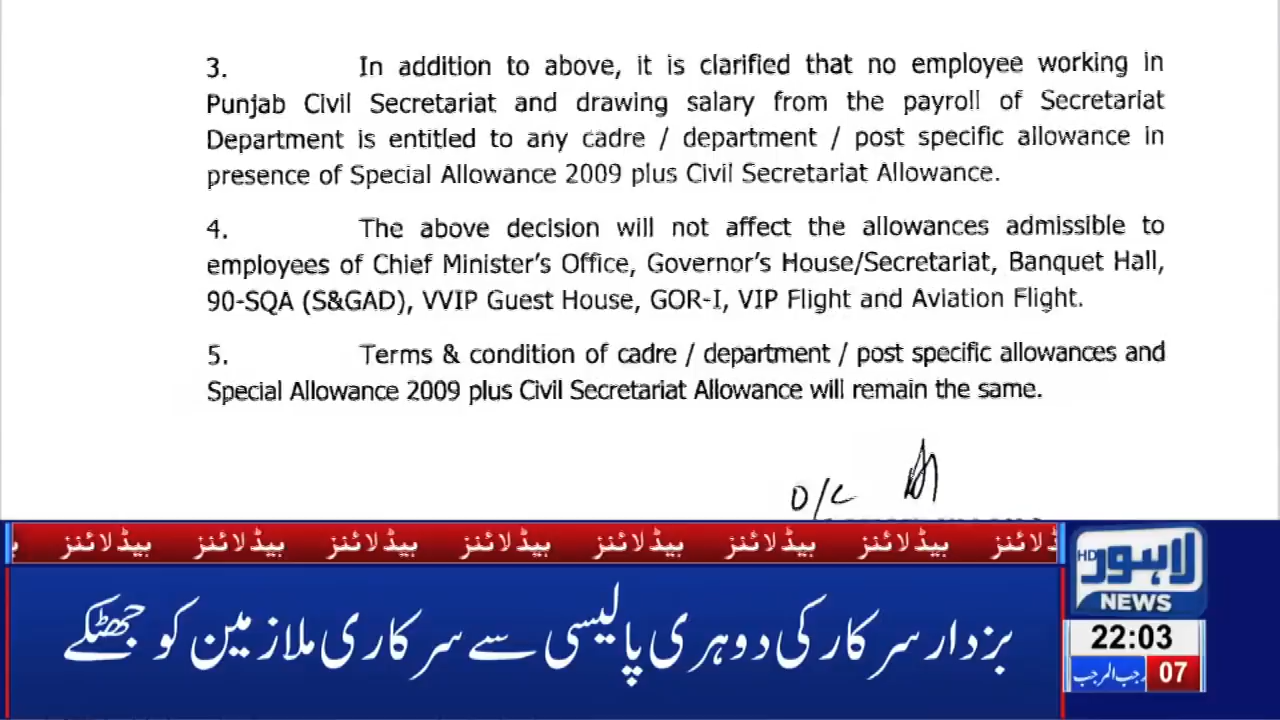 3. In addition to above, it is clarified that no employee working in
Punjab Civil Secretariat and drawing salary from the payroll of Secretariat
Department is entitled to any cadre / department / post specific allowance in
presence of Special Allowance 2009 plus Civil Secretariat Allowance.
4. The above decision will not affect the allowances admissible to
employees of Chief Minister's Office, Governor's House/Secretariat, Banquet Hall,
90-SQA (S&GAD), VVIP Guest House, GOR-I, VIP Flight and Aviation Flight.
5. Terms & condition of cadre / department / post specific allowances and
Special Allowance 2009 plus Civil Secretariat Allowance will remain the same.
O/C
ہیڈلائنز ہیڈلائنز ہیڈلائنز ہیڈلائنز ہیڈلائنز ہیڈلائنز ہیڈلائنز
بزدار سرکار کی دوہری پالیسی سے سرکاری ملازمین کو جھٹکے
HD لاہور
NEWS
22:03
07 رجب المرجب